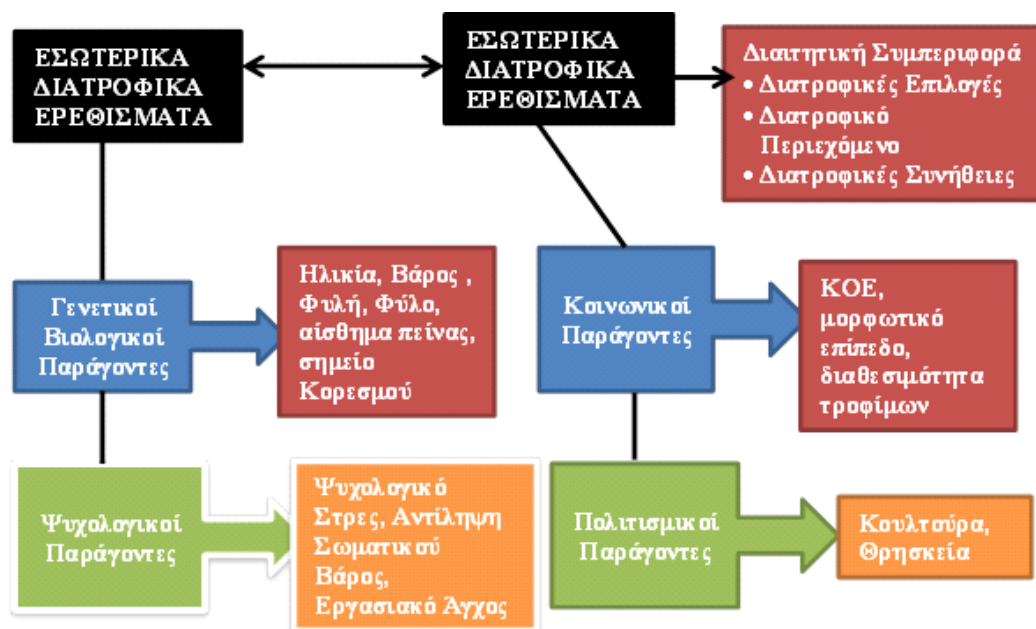 ΕΣΩΤΕΡΙΚΑ
ΔΙΑΤΡΟΦΙΚΑ
ΕΡΕΘΙΣΜΑΤΑ
ΕΣΩΤΕΡΙΚΑ
ΔΙΑΤΡΟΦΙΚΑ
ΕΡΕΘΙΣΜΑΤΑ
Διαιτητική Συμπεριφορά
• Διατροφικές Επιλογές
• Διατροφικό
Περιεχόμενο
• Διατροφικές Συνήθειες
Γενετικοί
Βιολογικοί
Παράγοντες
Ηλικία, Βάρος ,
Φυλή, Φύλο,
αίσθημα πείνας,
σημείο
Κορεσμού
Κοινωνικοί
Παράγοντες
ΚΟΕ,
μορφωτικό
επίπεδο,
διαθεσιμότητα
τροφίμων
Ψυχολογικοί
Παράγοντες
Ψυχολογικό
Στρες, Αντίληψη
Σωματικού
Βάρος,
Εργασιακό Άγχος
Πολιτισμικοί
Παράγοντες
Κουλτούρα,
Θρησκεία